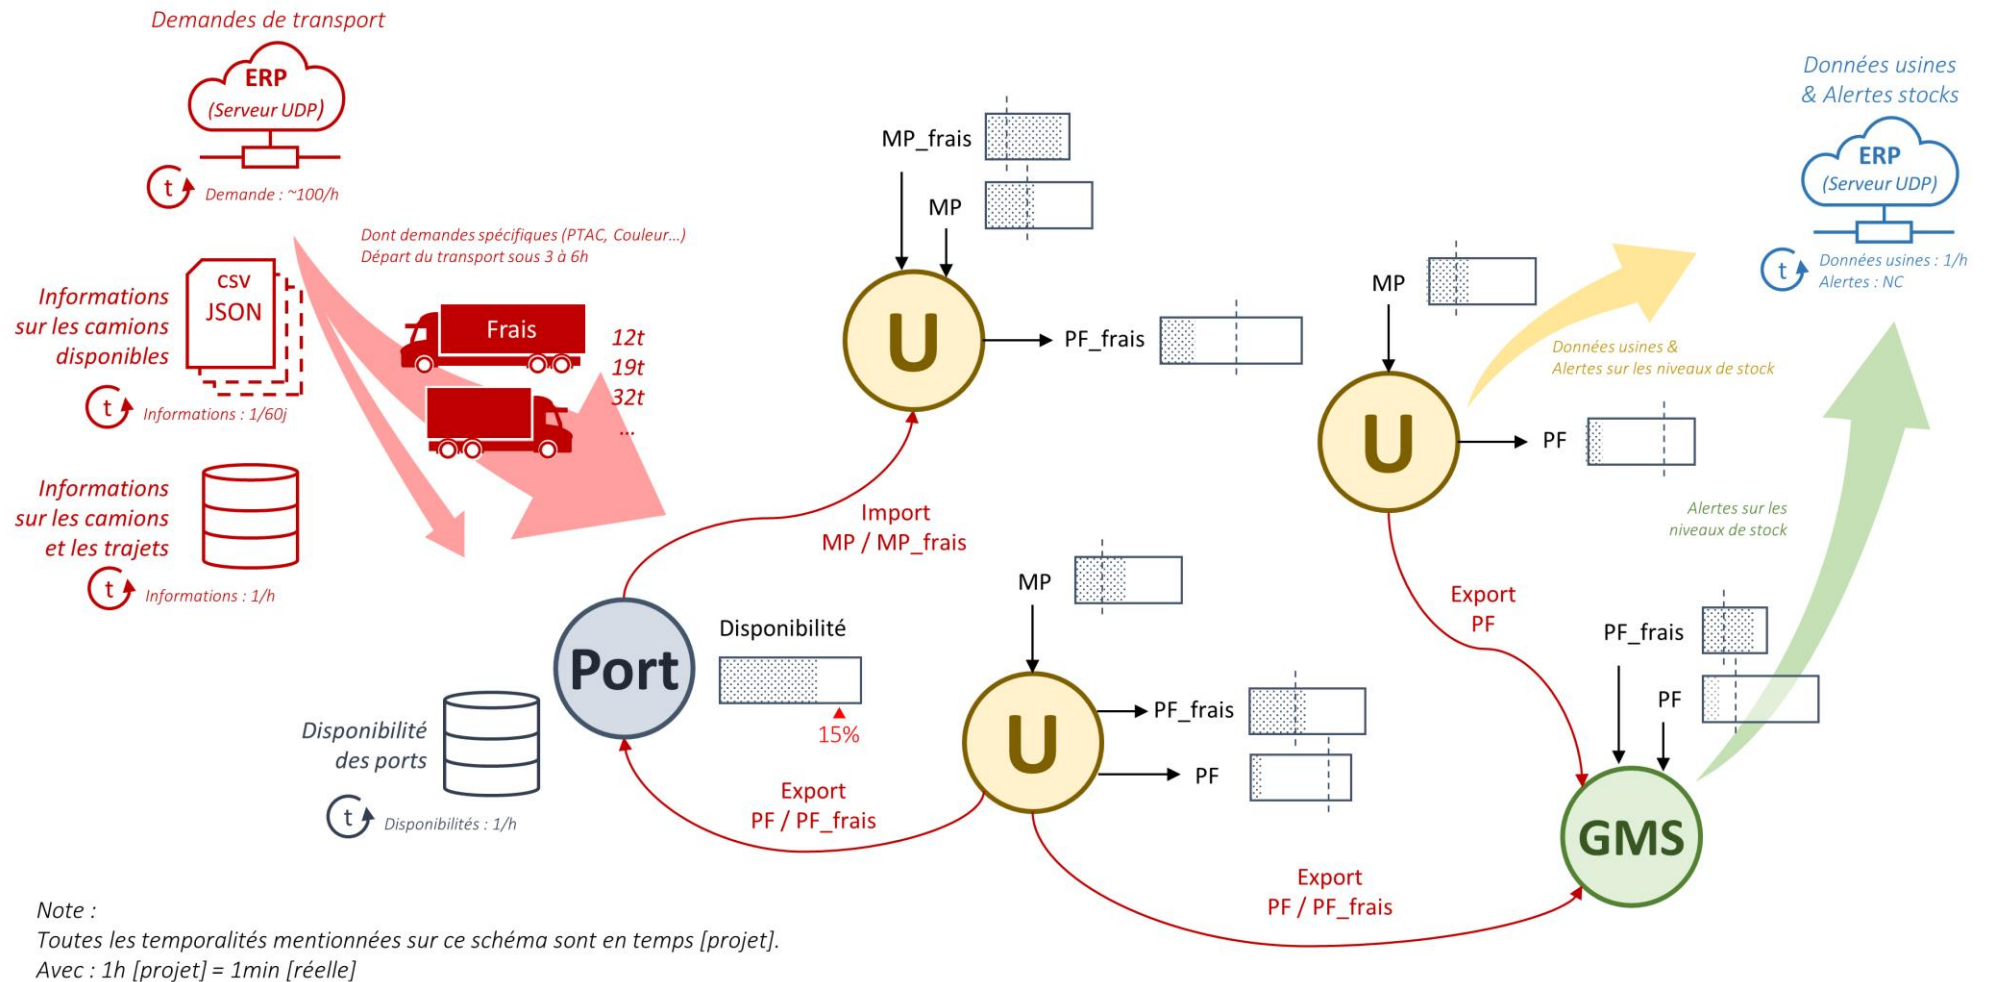 Demandes de transport
ERP
(Serveur UDP)
t
Demande : ~100/h
Dont demandes spécifiques (PTAC, Couleur...)
Départ du transport sous 3 à 6h
Informations
sur les camions
disponibles
csv
JSON
t
Informations : 1/60j
Frais
12t
19t
32t
...
Informations
sur les camions
et les trajets
t
Informations : 1/h
MP_frais
MP
U
PF_frais
Import
MP / MP_frais
Port
Disponibilité
15%
Disponibilité
des ports
t
Disponibilités : 1/h
MP
U
PF_frais
PF
Export
PF / PF_frais
Export
PF / PF_frais
MP
U
PF
Export
PF
Données usines &
Alertes sur les niveaux de stock
Données usines
& Alertes stocks
ERP
(Serveur UDP)
t
Données usines : 1/h
Alertes : NC
Alertes sur les
niveaux de stock
PF_frais
PF
GMS
Note :
Toutes les temporalités mentionnées sur ce schéma sont en temps [projet].
Avec : 1h [projet] = 1min [réelle]